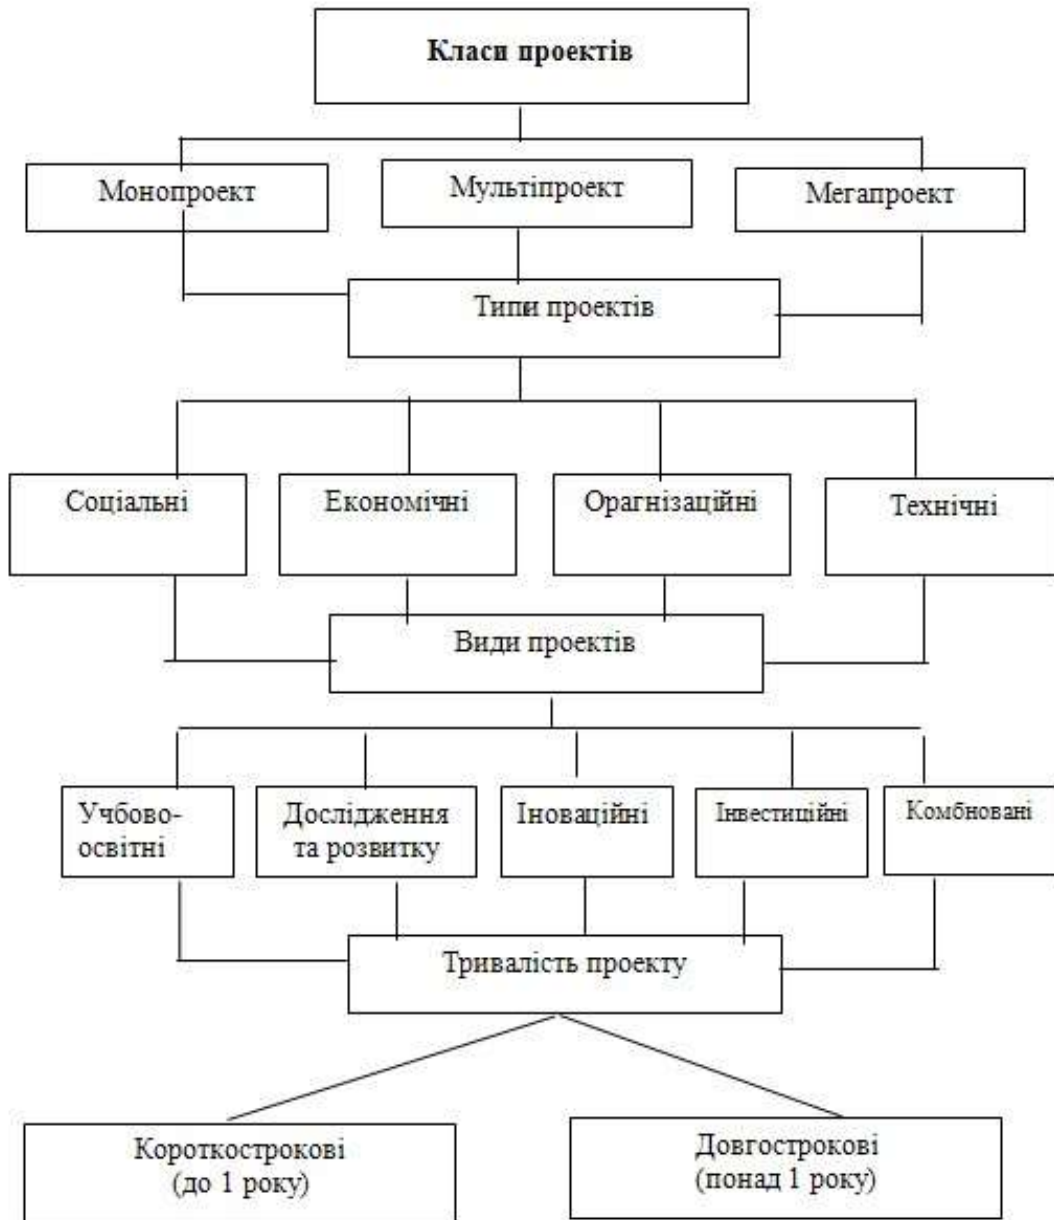 Класи проектів
Монопроект
Мультіпроект
Мегапроект
Типи проектів
Соціальні
Економічні
Орагнізаційні
Технічні
Види проектів
Учбово-
освітні
Дослідження
та розвитку
Іноваційні
Інвестиційні
Комбновані
Тривалість проекту
Короткострокові
(до 1 року)
Довгострокові
(понад 1 року)